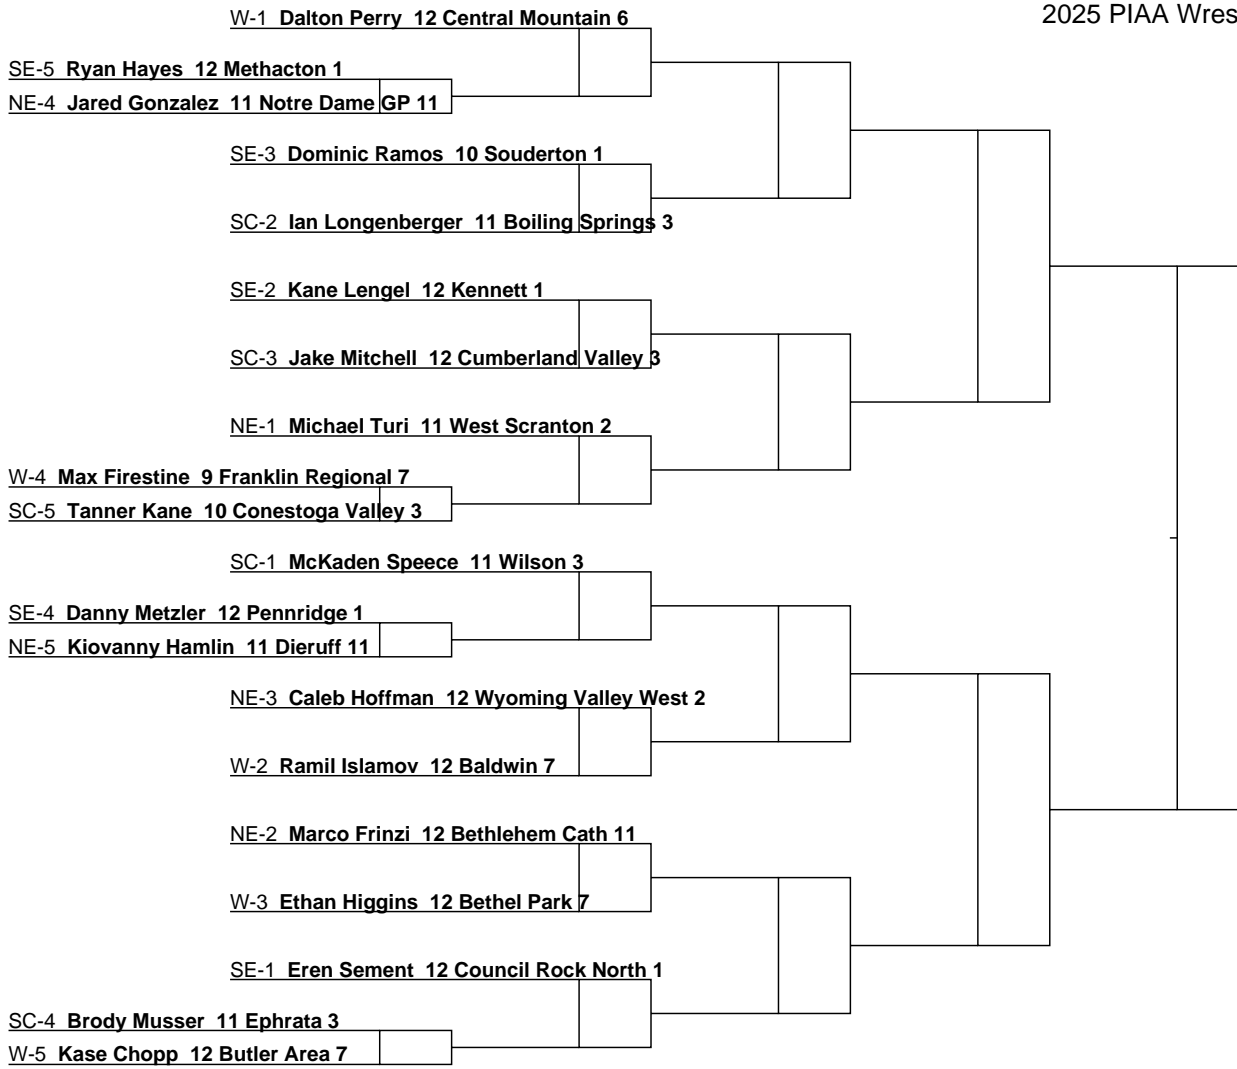 W-1 Dalton Perry 12 Central Mountain 6
2025 PIAA Wres
SE-5 Ryan Hayes 12 Methacton 1
NE-4 Jared Gonzalez 11 Notre Dame GP 11
SE-3 Dominic Ramos 10 Souderton 1
SC-2 Ian Longenberger 11 Boiling Springs 3
SE-2 Kane Lengel 12 Kennett 1
SC-3 Jake Mitchell 12 Cumberland Valley 3
NE-1 Michael Turi 11 West Scranton 2
W-4 Max Firestine 9 Franklin Regional 7
SC-5 Tanner Kane 10 Conestoga Valley 3
SC-1 McKaden Speece 11 Wilson 3
SE-4 Danny Metzler 12 Pennridge 1
NE-5 Kiovanny Hamlin 11 Dieruff 11
NE-3 Caleb Hoffman 12 Wyoming Valley West 2
W-2 Ramil Islamov 12 Baldwin 7
NE-2 Marco Frinzi 12 Bethlehem Cath 11
W-3 Ethan Higgins 12 Bethel Park 7
SE-1 Eren Sement 12 Council Rock North 1
SC-4 Brody Musser 11 Ephrata 3
W-5 Kase Chopp 12 Butler Area 7